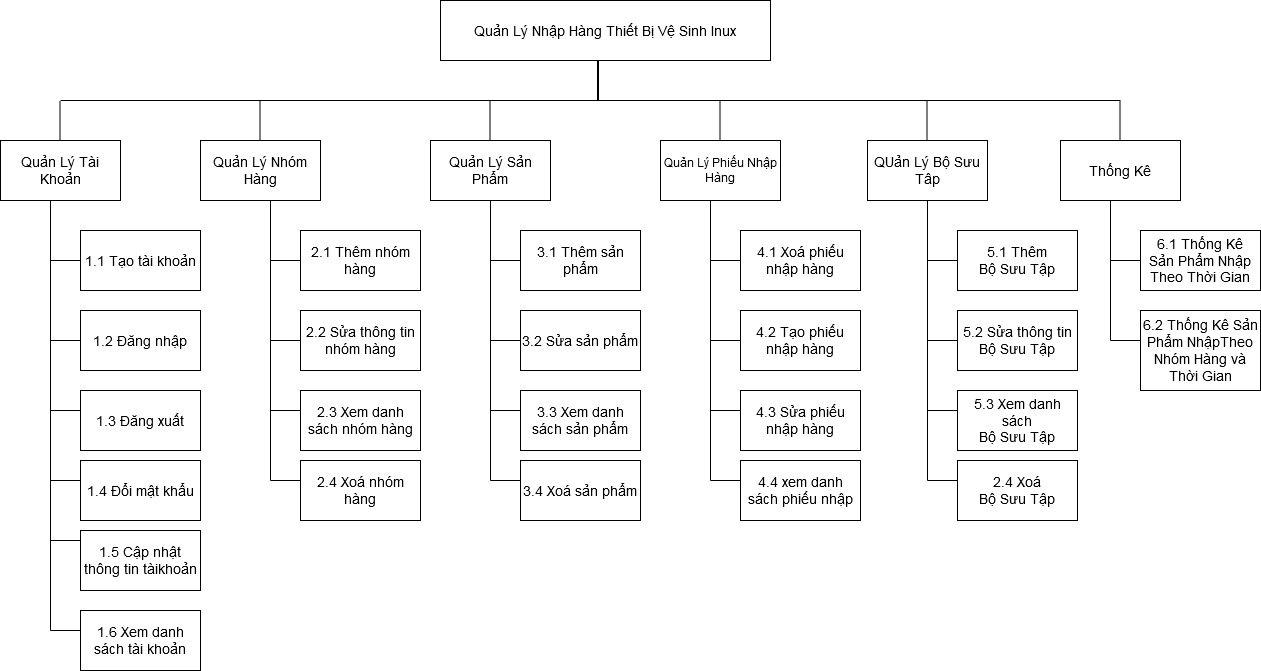 Quản Lý Nhập Hàng Thiết Bị Vệ Sinh Inux
Quản Lý Tài
Khoản
Quản Lý Nhóm
Hàng
Quản Lý Sản
Phẩm
Quản Lý Phiếu Nhập
Hàng
QUản Lý Bộ Sưu
Tâp
Thống Kê
1.1 Tạo tài khoản
1.2 Đăng nhập
1.3 Đăng xuất
1.4 Đổi mật khẩu
1.5 Cập nhật
thông tin tàikhoản
1.6 Xem danh
sách tài khoản
2.1 Thêm nhóm
hàng
2.2 Sửa thông tin
nhóm hàng
2.3 Xem danh
sách nhóm hàng
2.4 Xoá nhóm
hàng
3.1 Thêm sản
phẩm
3.2 Sửa sản phẩm
3.3 Xem danh
sách sản phẩm
3.4 Xoá sản phẩm
4.1 Xoá phiếu
nhập hàng
4.2 Tạo phiếu
nhập hàng
4.3 Sửa phiếu
nhập hàng
4.4 xem danh
sách phiếu nhập
5.1 Thêm
Bộ Sưu Tập
5.2 Sửa thông tin
Bộ Sưu Tập
5.3 Xem danh
sách
Bộ Sưu Tập
2.4 Xoá
Bộ Sưu Tập
6.1 Thống Kê
Sản Phẩm Nhập
Theo Thời Gian
6.2 Thống Kê Sản
Phẩm NhậpTheo
Nhóm Hàng và
Thời Gian